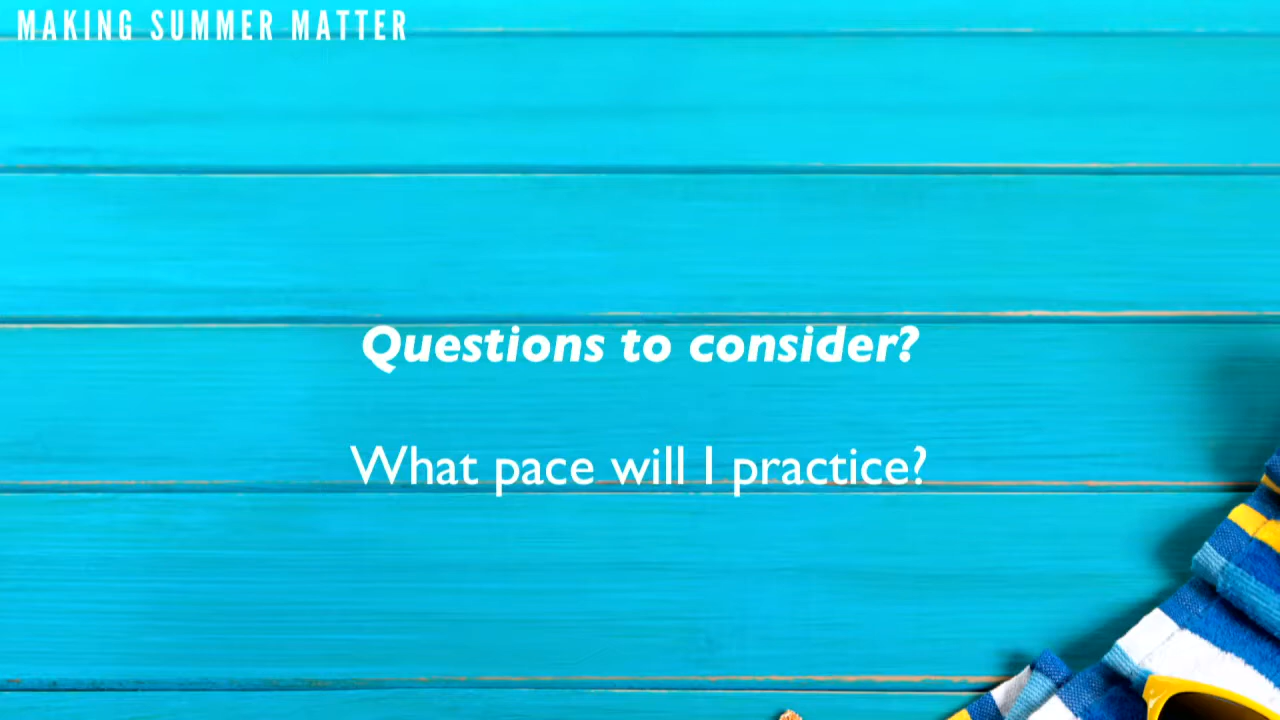 MAKING SUMMER MATTER
Questions to consider?
What pace will I practice?